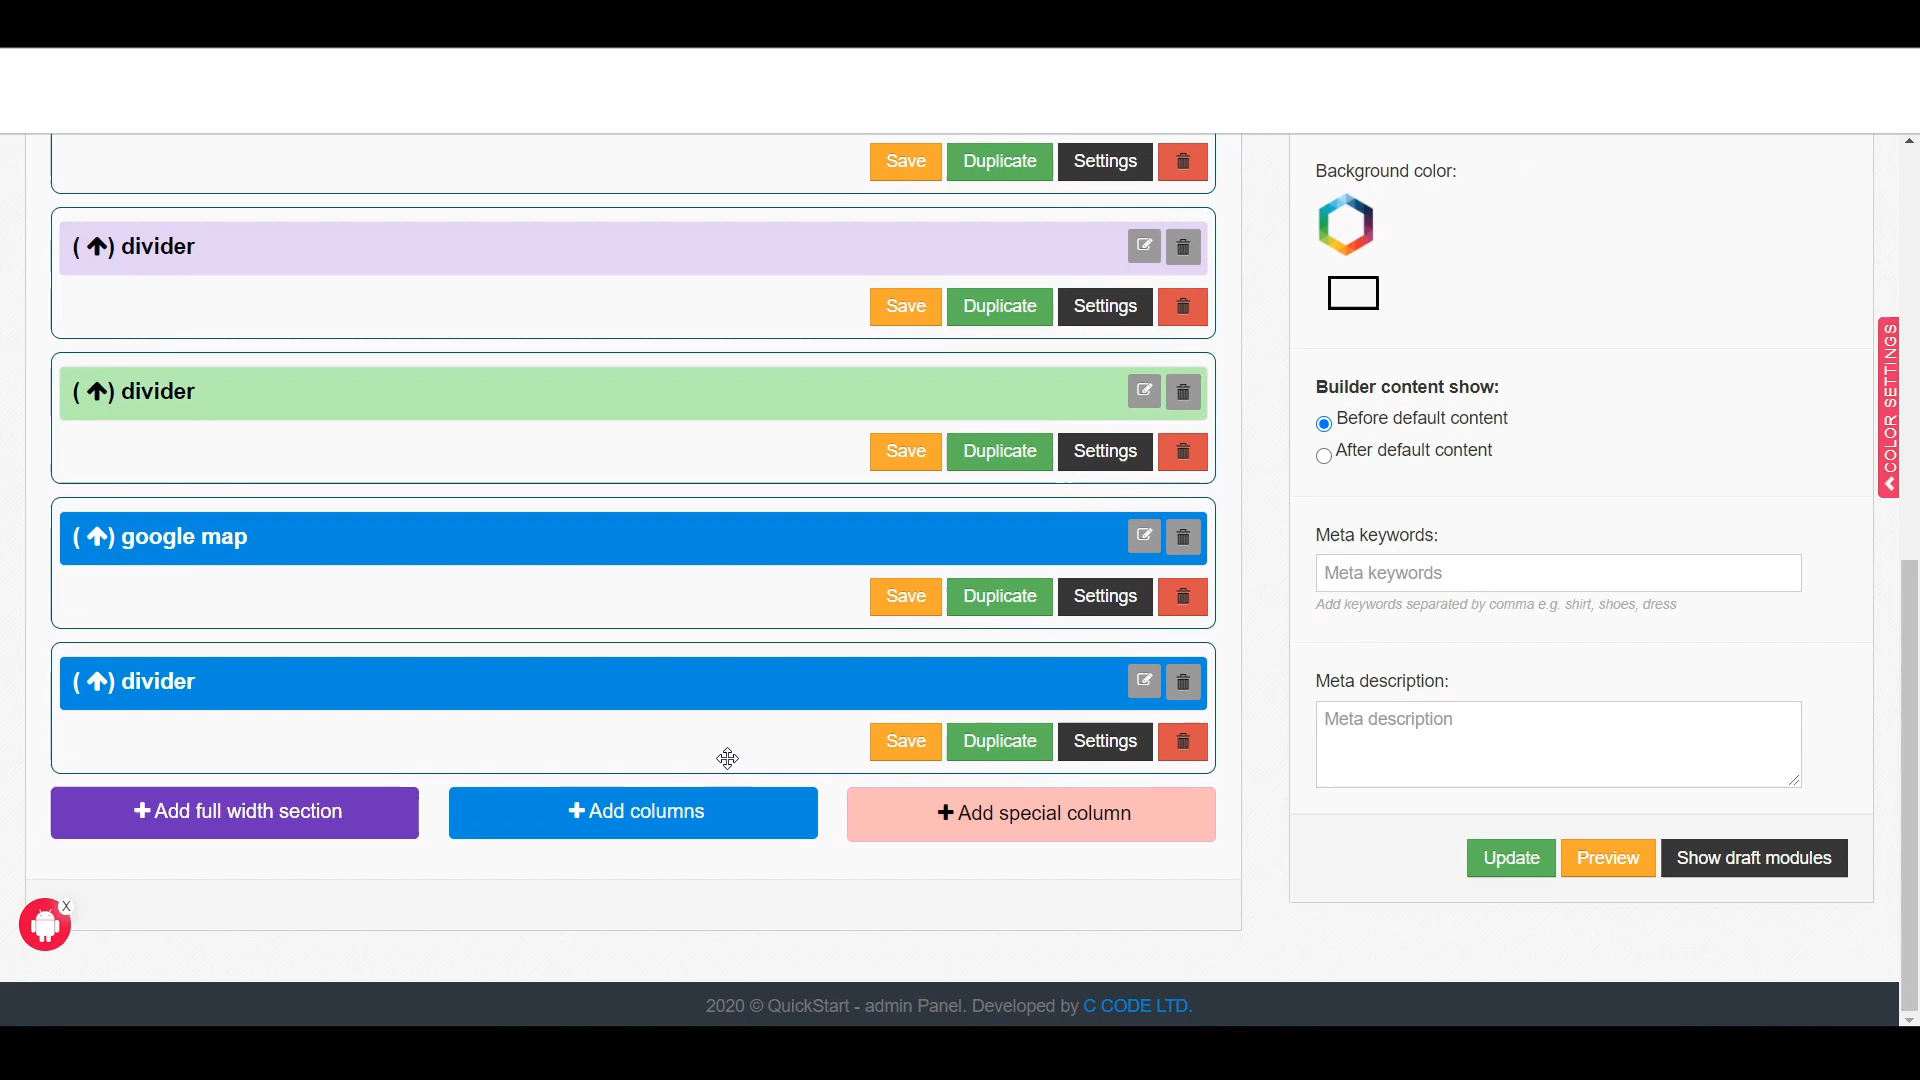 Save Duplicate Settings
( ) divider
Save Duplicate Settings
( ) divider
Save Duplicate Settings
( ) google map
Save Duplicate Settings
( ) divider
Save Duplicate Settings
Add full width section Add columns Add special column
X
Background color:
Builder content show:
Before default content
After default content
Meta keywords:
Meta keywords
Add keywords separated by comma e.g. shirt, shoes, dress
Meta description:
Meta description
Update Preview Show draft modules
COLOR SETTINGS
2020 © QuickStart - admin Panel. Developed by C CODE LTD.